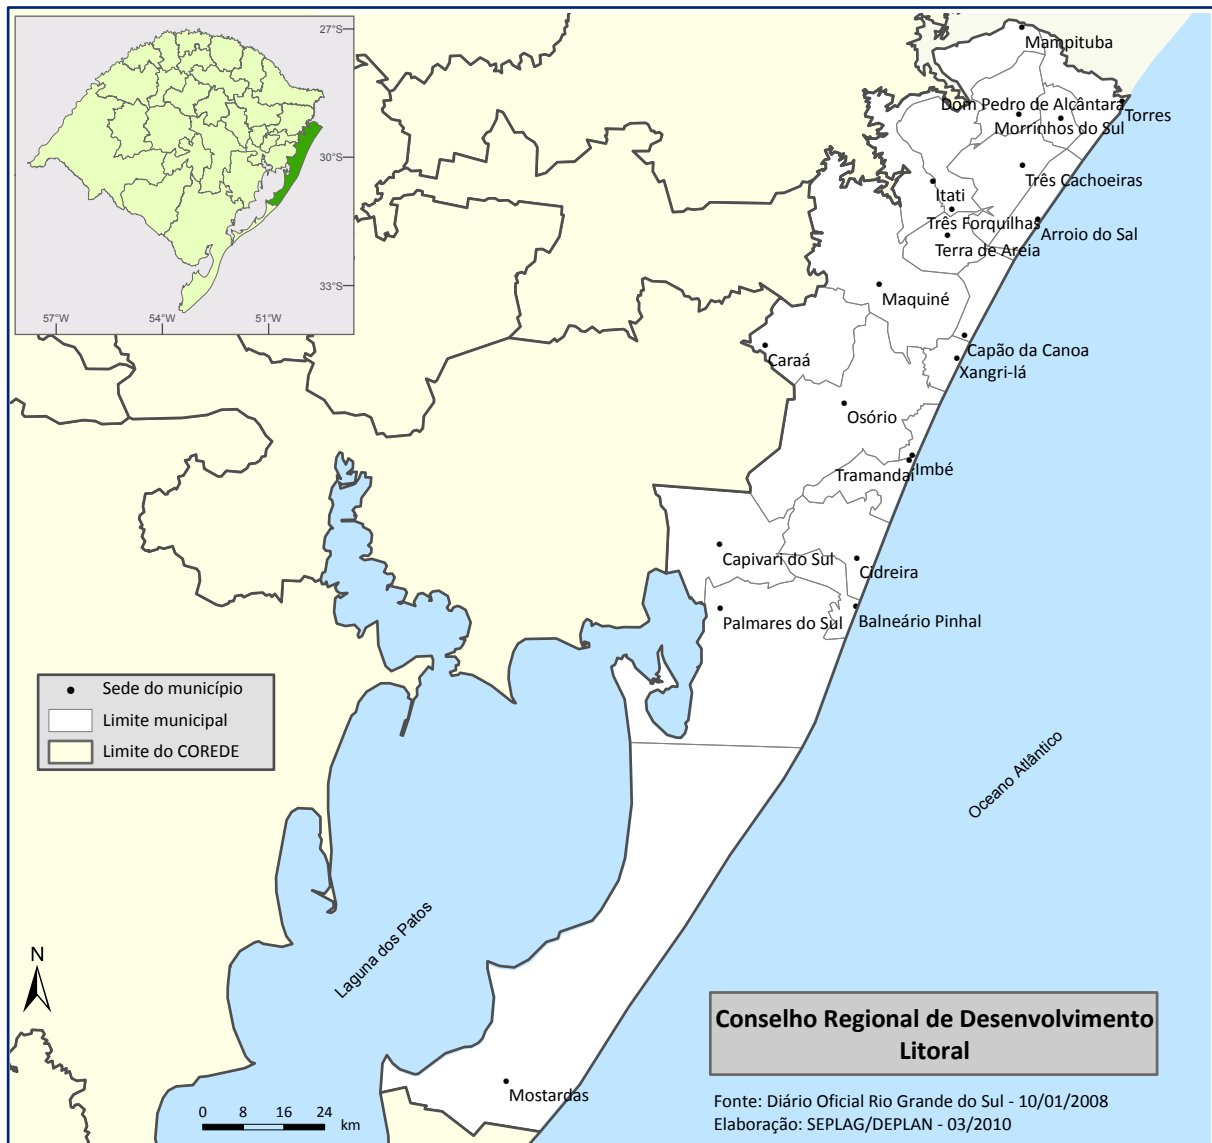 27°S
30°S
33°S
57°W
54°W
51°W
Mampituba
Dom Pedro de Alcântara
Torres
Morrinhos do Sul
Três Cachoeiras
Itati
Três Forquilhas
Arroio do Sal
Terra de Areia
Maquiné
Capão da Canoa
Xangri-lá
Caraá
Osório
Imbé
Tramandaí
Capivari do Sul
Cidreira
Palmares do Sul
Balneário Pinhal
Sede do município
Limite municipal
Limite do COREDE
Oceano Atlântico
Laguna dos Patos
N
Mostardas
0 8 16 24
km
Conselho Regional de Desenvolvimento
Litoral
Fonte: Diário Oficial Rio Grande do Sul - 10/01/2008
Elaboração: SEPLAG/DEPLAN - 03/2010